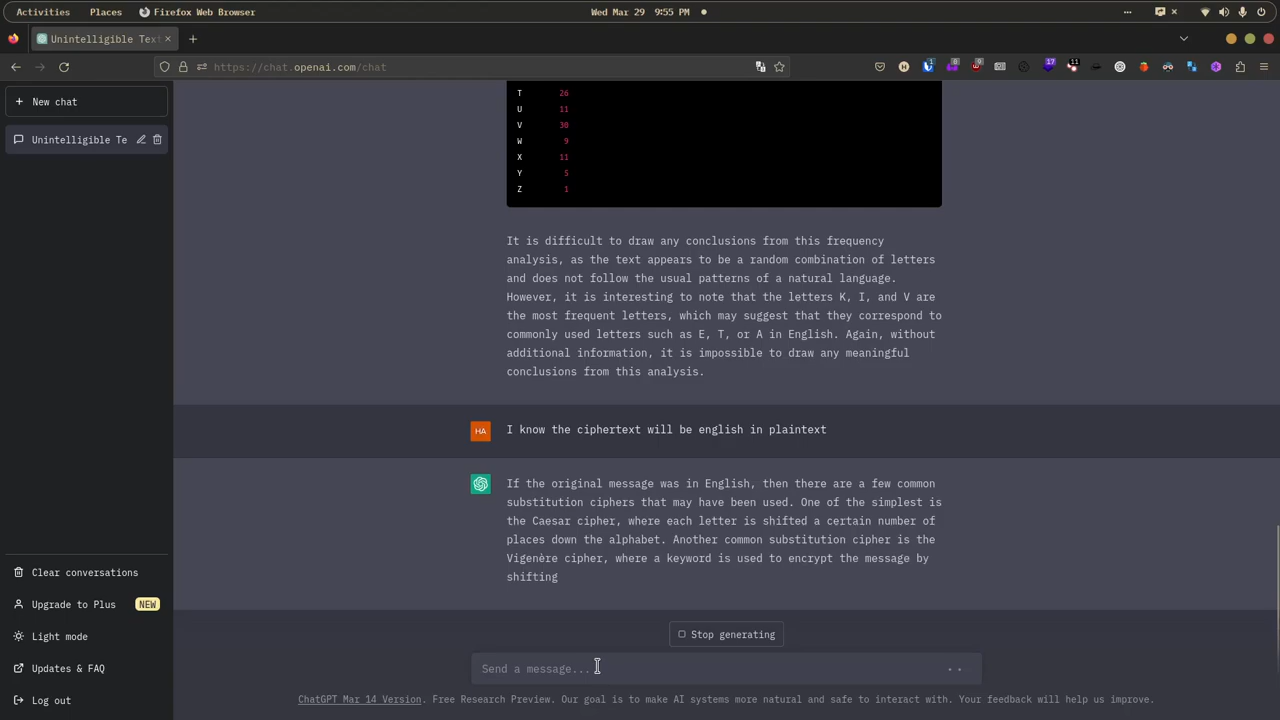 Activities Places Firefox Web Browser Wed Mar 29 9:55 PM
Unintelligible Text
https://chat.openai.com/chat 1 8 9 17 11
New chat
Unintelligible Te
T 26
U 11
V 30
W 9
X 11
Y 5
Z 1
It is difficult to draw any conclusions from this frequency
analysis, as the text appears to be a random combination of letters
and does not follow the usual patterns of a natural language.
However, it is interesting to note that the letters K, I, and V are
the most frequent letters, which may suggest that they correspond to
commonly used letters such as E, T, or A in English. Again, without
additional information, it is impossible to draw any meaningful
conclusions from this analysis.
HA I know the ciphertext will be english in plaintext
If the original message was in English, then there are a few common
substitution ciphers that may have been used. One of the simplest is
the Caesar cipher, where each letter is shifted a certain number of
places down the alphabet. Another common substitution cipher is the
Vigenère cipher, where a keyword is used to encrypt the message by
shifting
Clear conversations
Upgrade to Plus NEW
Light mode
Updates & FAQ
Log out
Stop generating
Send a message...
ChatGPT Mar 14 Version. Free Research Preview. Our goal is to make AI systems more natural and safe to interact with. Your feedback will help us improve.